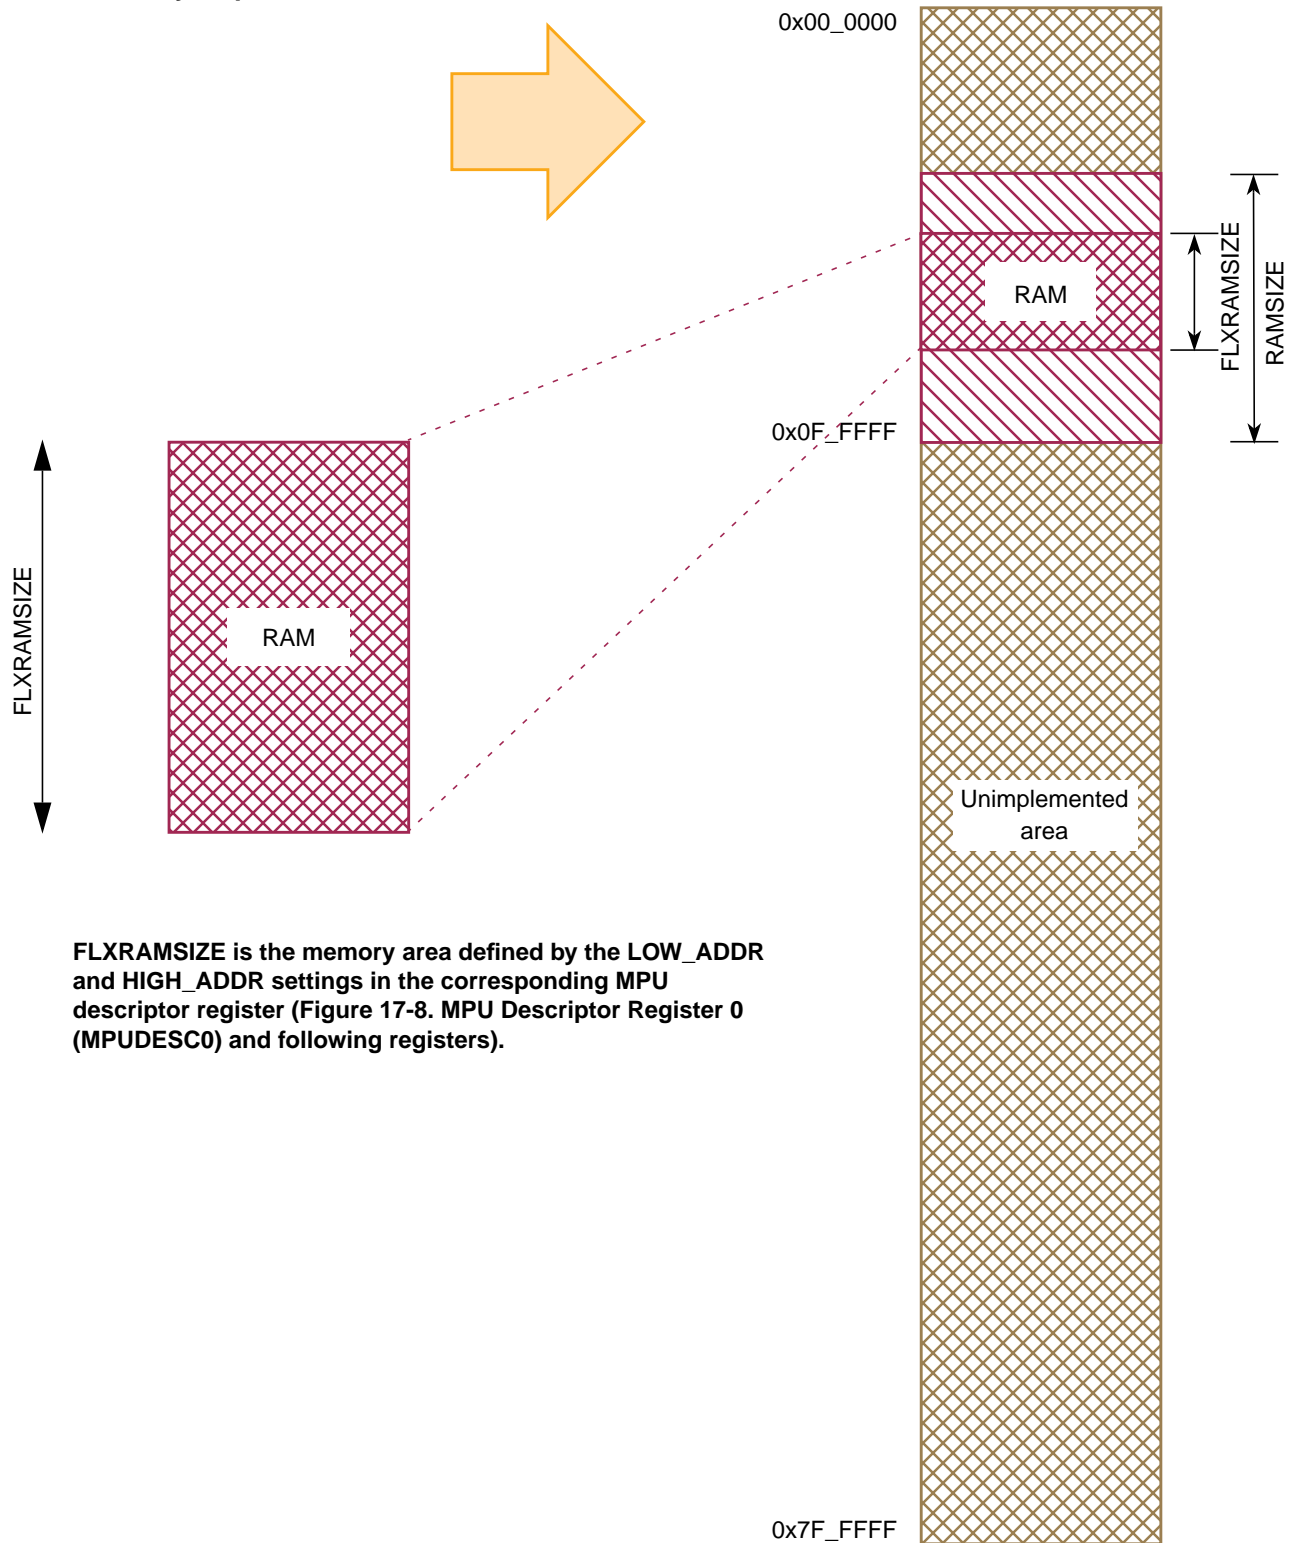 0x00_0000
RAM
FLXRAMSIZE
RAMSIZE
0x0F_FFFF
FLXRAMSIZE
RAM
Unimplemented
area
FLXRAMSIZE is the memory area defined by the LOW_ADDR
and HIGH_ADDR settings in the corresponding MPU
descriptor register (Figure 17-8. MPU Descriptor Register 0
(MPUDESC0) and following registers).
0x7F_FFFF